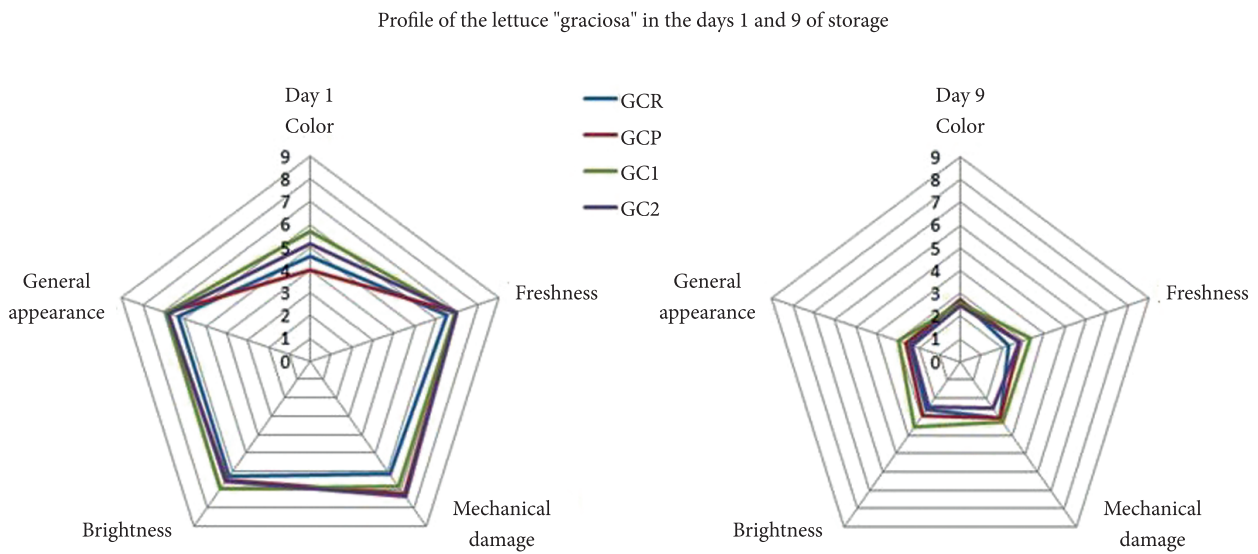 Profile of the lettuce "graciosa" in the days 1 and 9 of storage
Day 1
Color
9
8
7
6
5
4
3
2
1
0
General
appearance
Freshness
Brightness
Mechanical
damage
GCR
GCP
GC1
GC2
Day 9
Color
9
8
7
6
5
4
3
2
1
0
General
appearance
Freshness
Brightness
Mechanical
damage